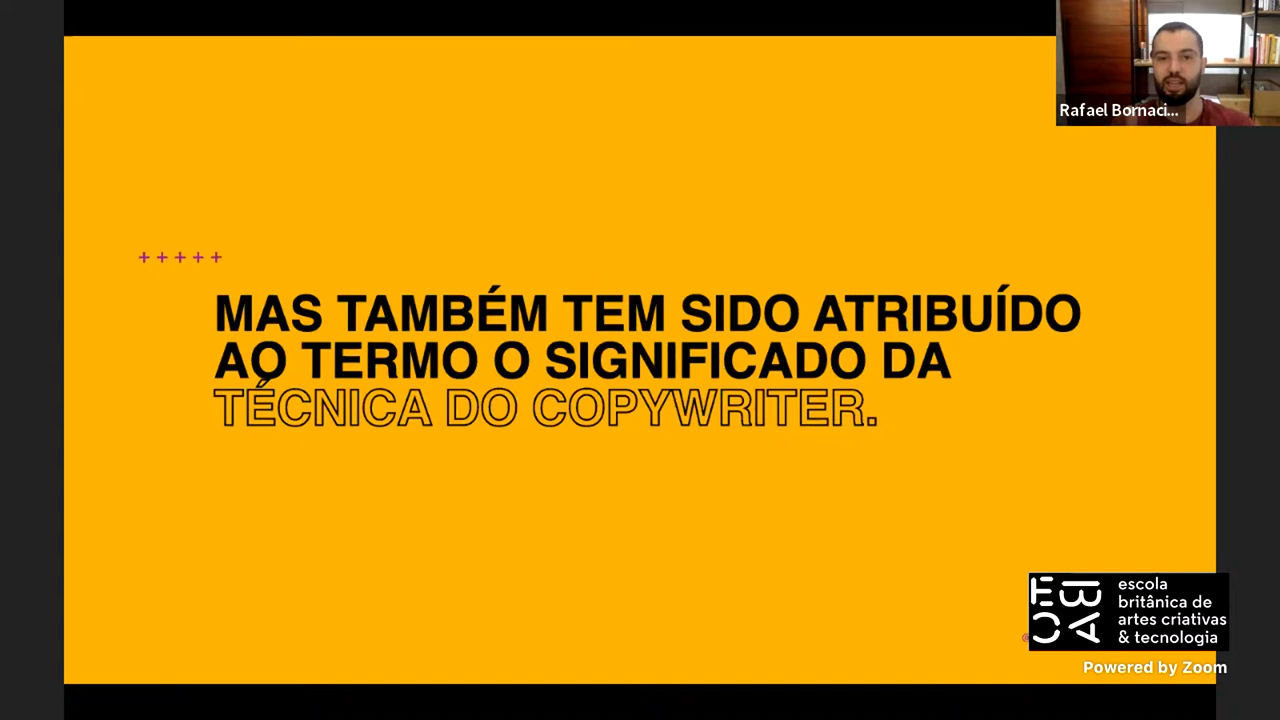 Rafael Bornaci...
+ + + + +
MAS TAMBÉM TEM SIDO ATRIBUÍDO
AO TERMO O SIGNIFICADO DA
TÉCNICA DO COPYWRITER.
EBAC
escola
britânica de
artes criativas
& tecnologia
Powered by Zoom